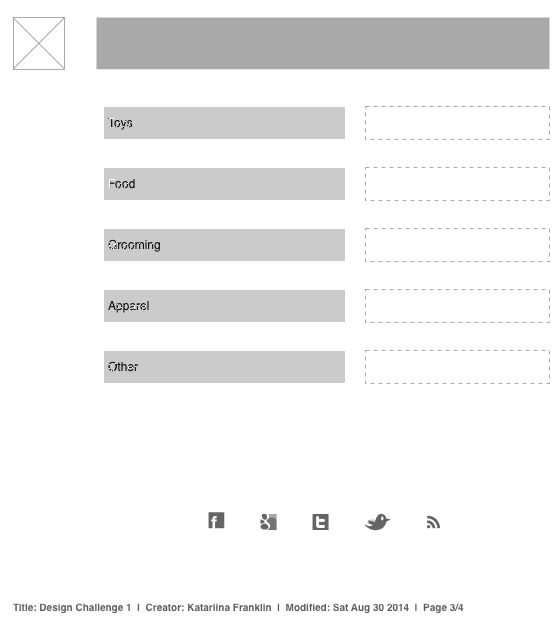 Toys
Food
Grooming
Apparel
Other
Title: Design Challenge 1 | Creator: Katariina Franklin | Modified: Sat Aug 30 2014 | Page 3/4